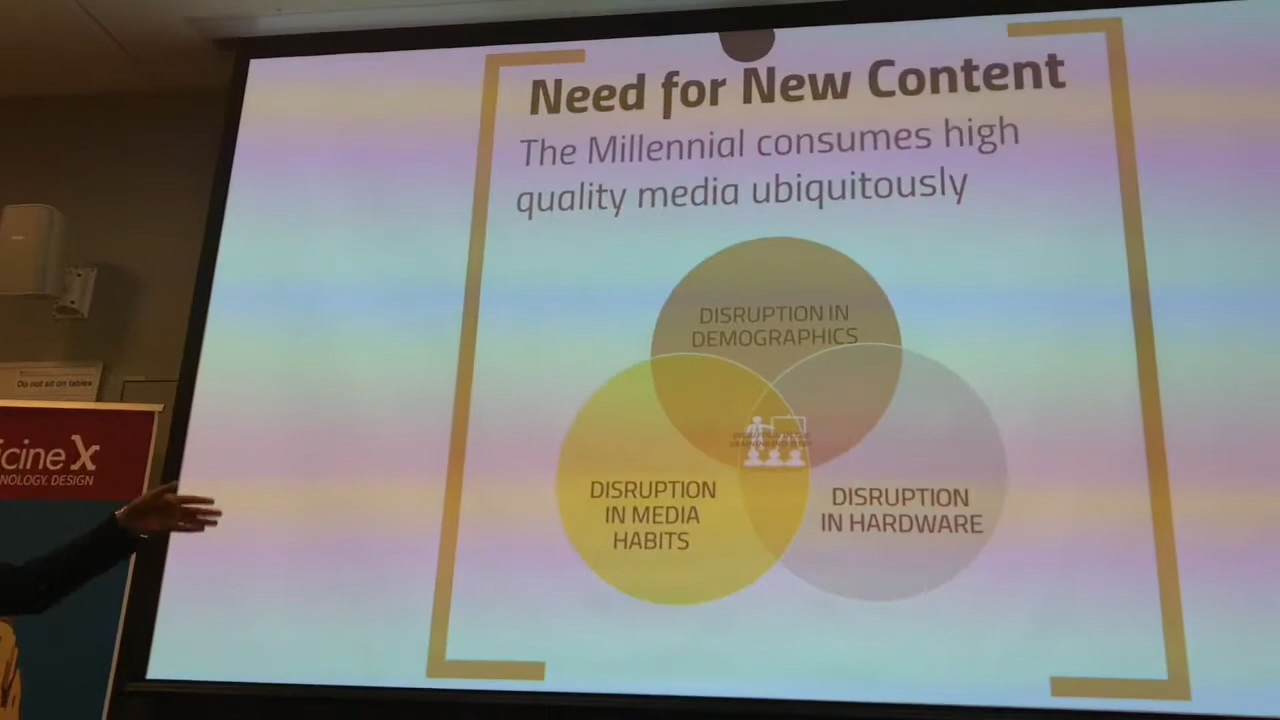 Need for New Content
The Millennial consumes high
quality media ubiquitously
DISRUPTION IN
DEMOGRAPHICS
DISRUPTION
IN MEDIA
HABITS
DISRUPTION
IN HARDWARE
Do not sit on tables
icine X
NOLOGY. DESIGN